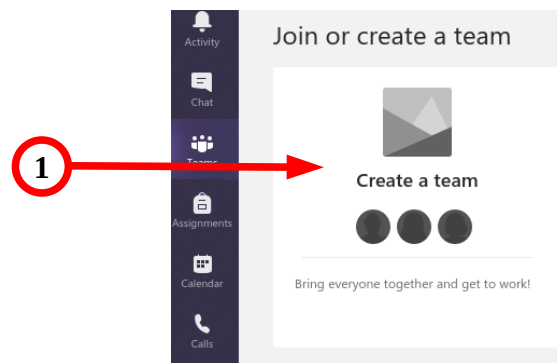 Activity
Chat
Teams
Assignments
Calendar
Calls
1
Join or create a team
Create a team
Bring everyone together and get to work!